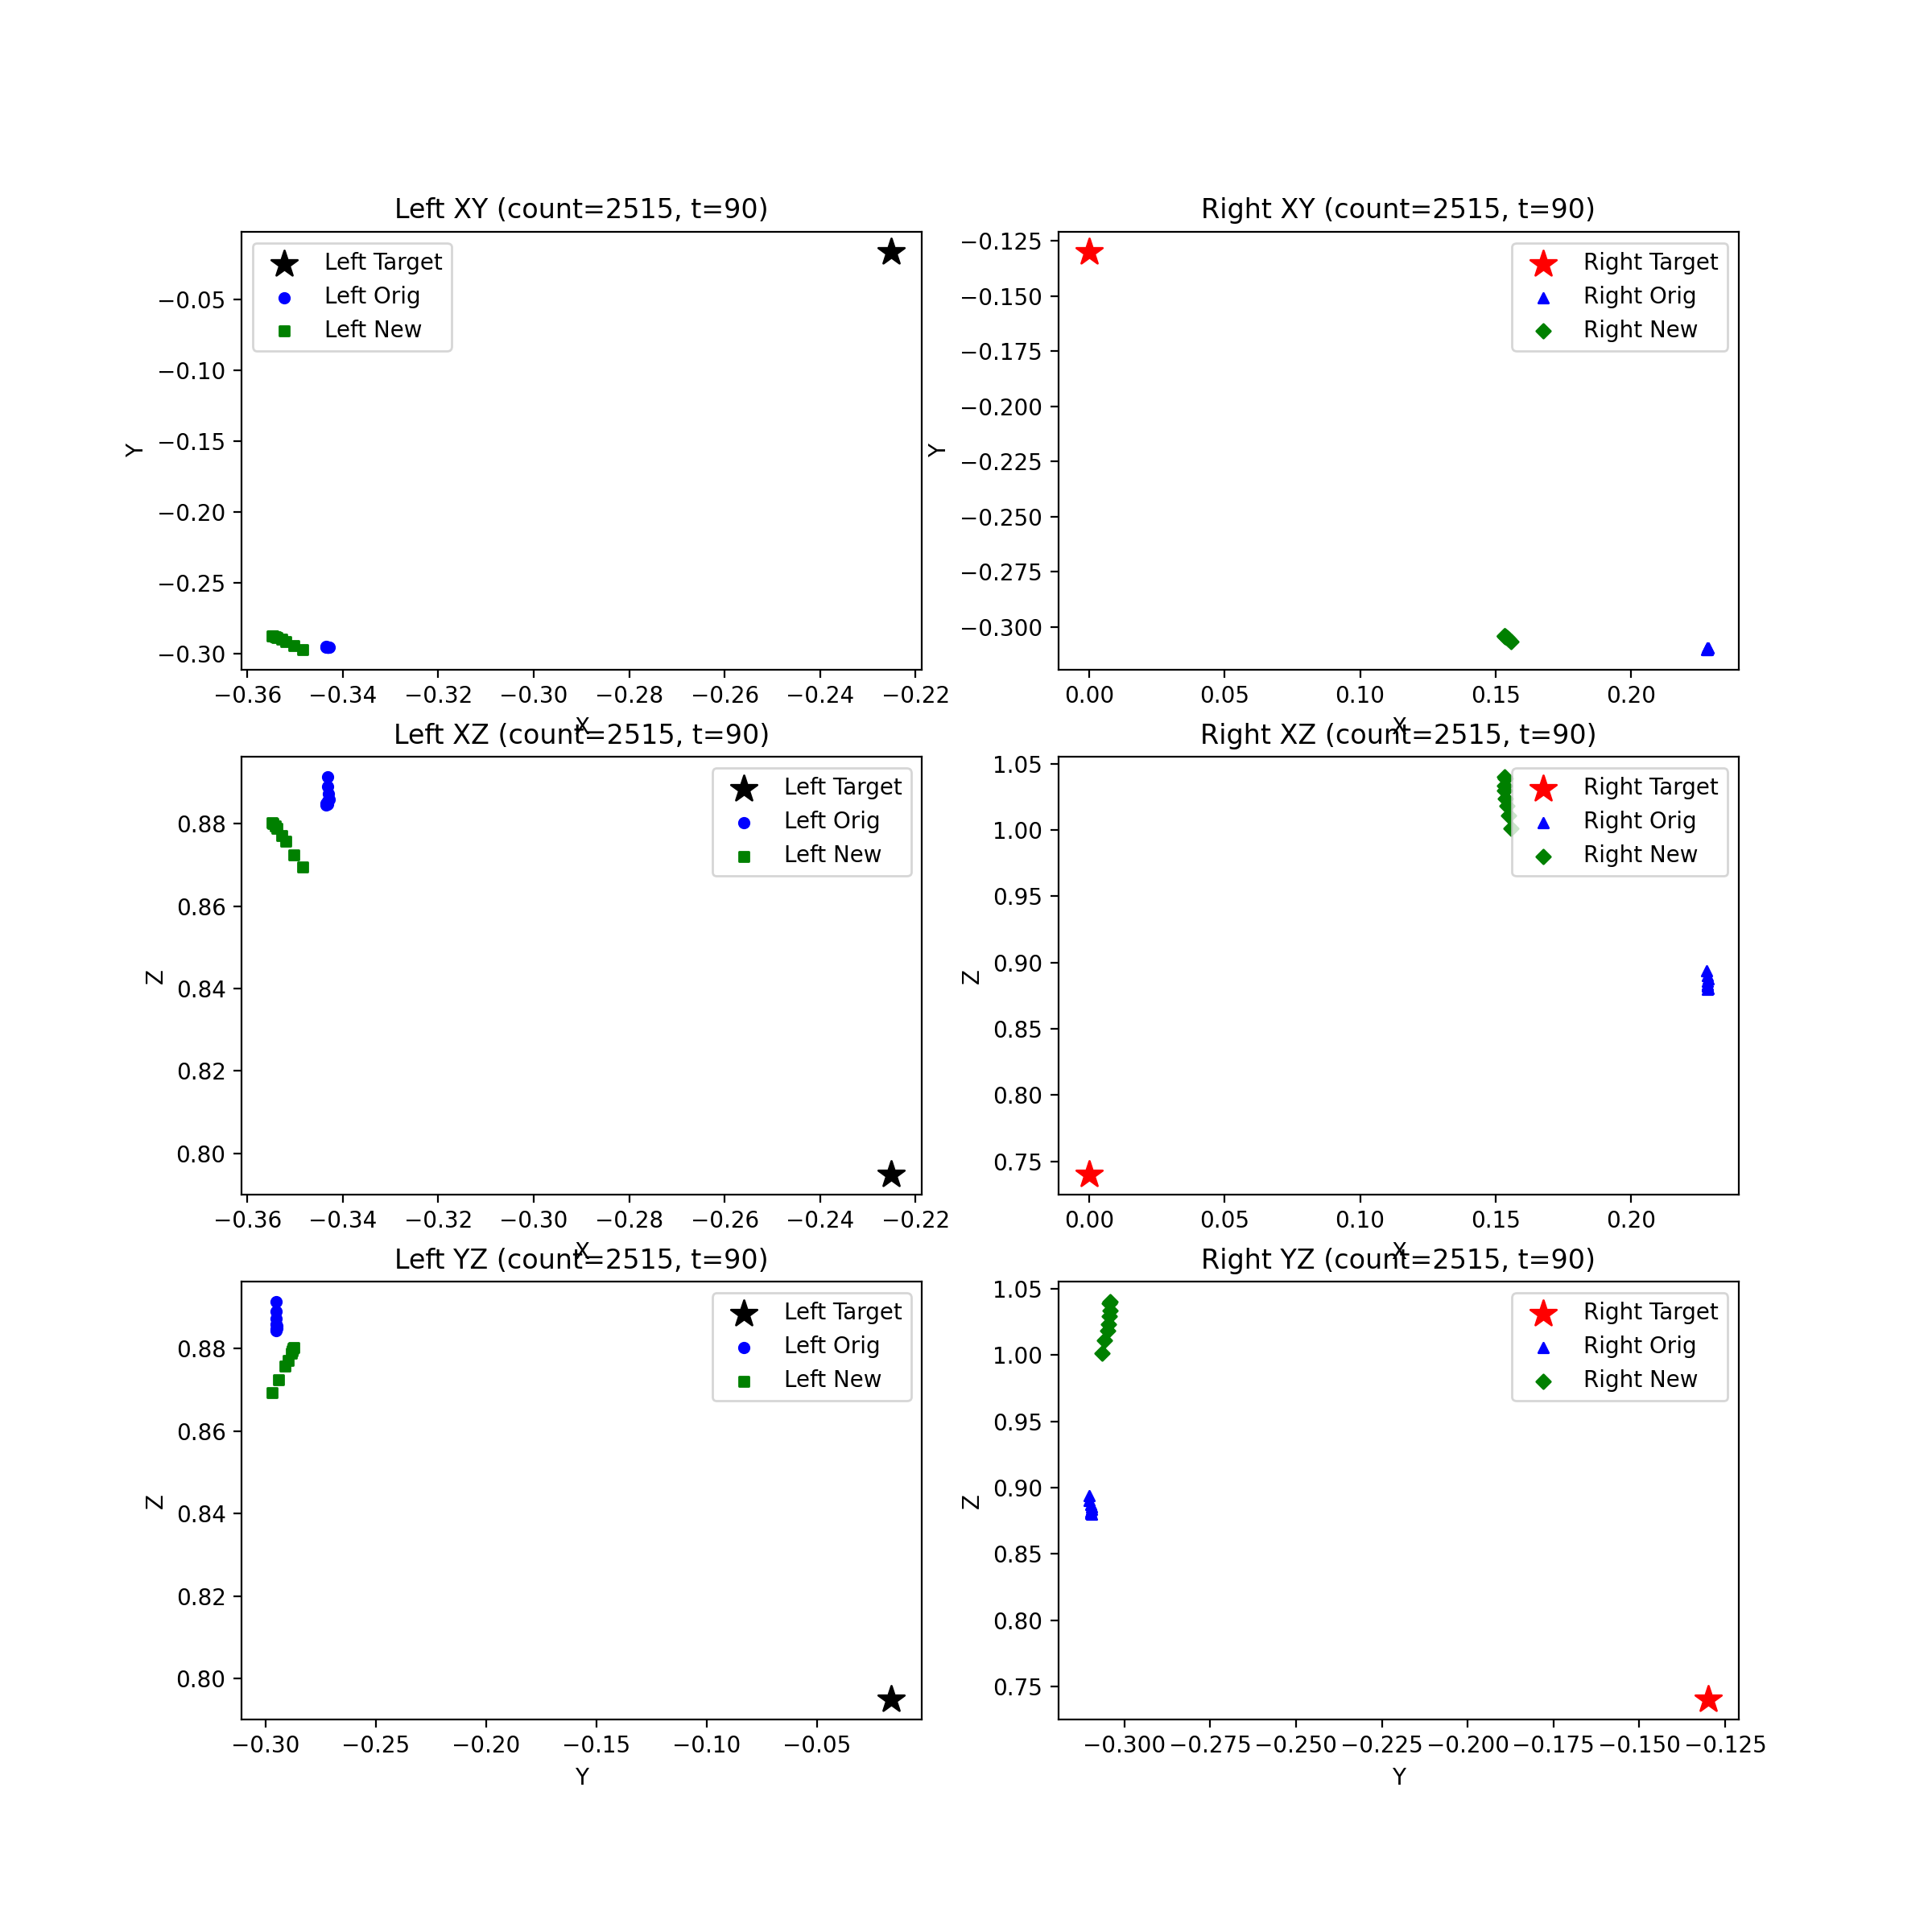 Left XY (count=2515, t=90)
Left Target
Left Orig
Left New
Y
−0.05
−0.10
−0.15
−0.20
−0.25
−0.30
−0.36
−0.34
−0.32
−0.30
−0.28
−0.26
−0.24
−0.22
X
Right XY (count=2515, t=90)
Right Target
Right Orig
Right New
Y
−0.125
−0.150
−0.175
−0.200
−0.225
−0.250
−0.275
−0.300
0.00
0.05
0.10
0.15
0.20
X
Left XZ (count=2515, t=90)
Left Target
Left Orig
Left New
Z
0.88
0.86
0.84
0.82
0.80
−0.36
−0.34
−0.32
−0.30
−0.28
−0.26
−0.24
−0.22
X
Right XZ (count=2515, t=90)
Right Target
Right Orig
Right New
Z
1.05
1.00
0.95
0.90
0.85
0.80
0.75
0.00
0.05
0.10
0.15
0.20
X
Left YZ (count=2515, t=90)
Left Target
Left Orig
Left New
Z
0.88
0.86
0.84
0.82
0.80
−0.30
−0.25
−0.20
−0.15
−0.10
−0.05
Y
Right YZ (count=2515, t=90)
Right Target
Right Orig
Right New
Z
1.05
1.00
0.95
0.90
0.85
0.80
0.75
−0.300
−0.275
−0.250
−0.225
−0.200
−0.175
−0.150
−0.125
Y